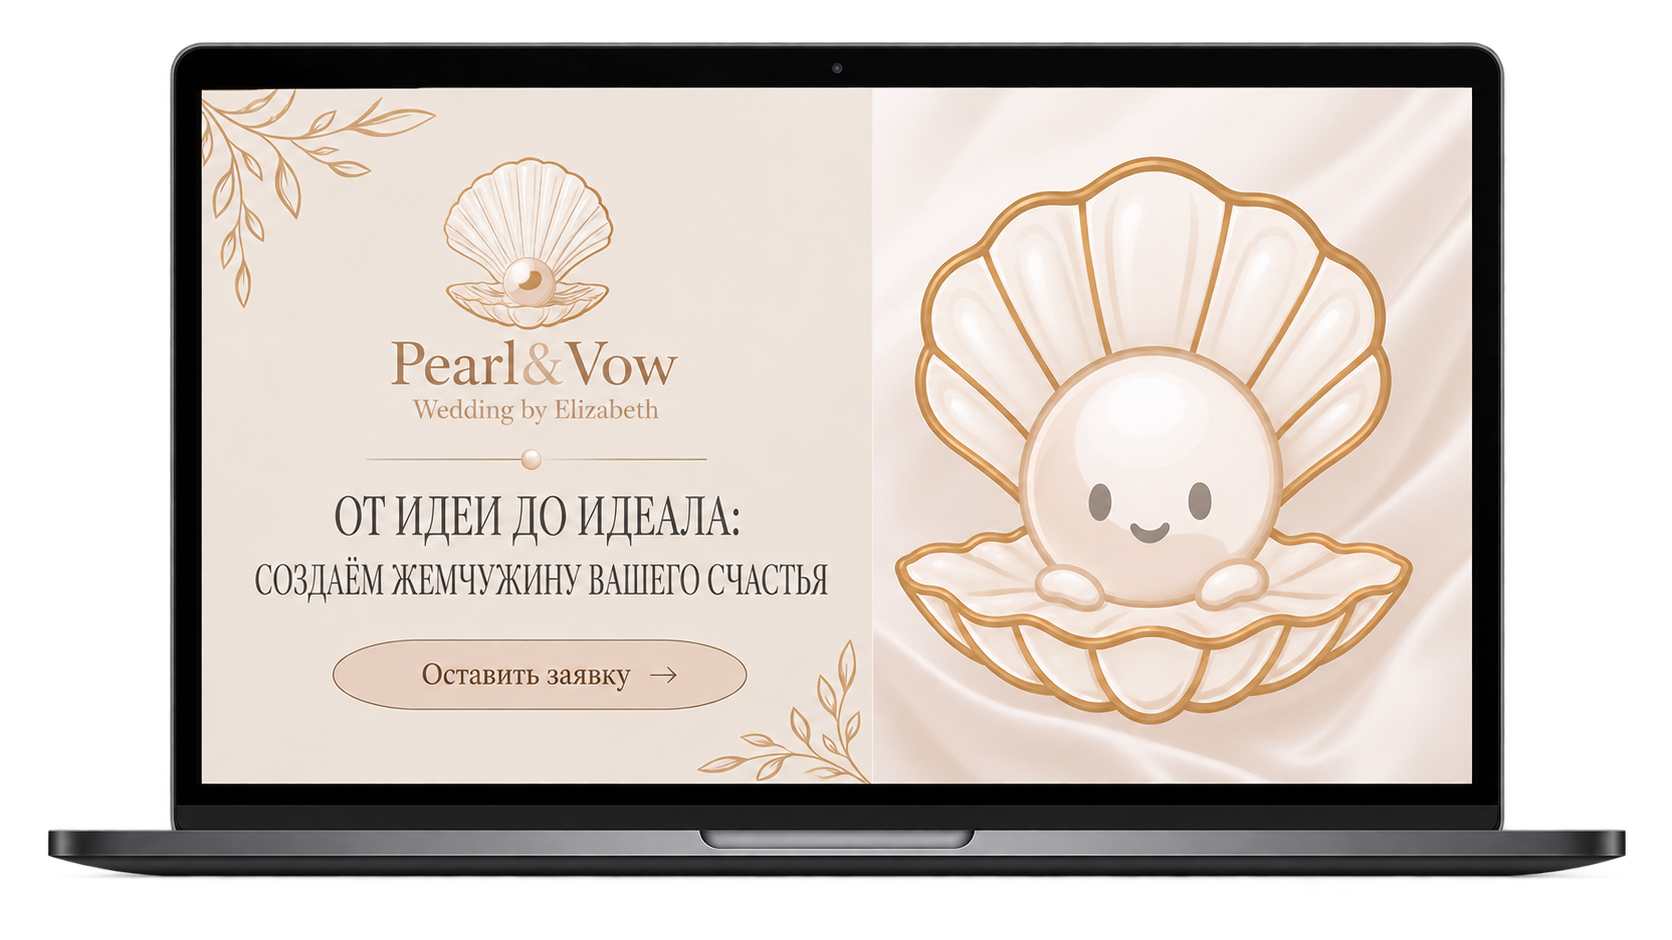 Pearl&Vow
Wedding by Elizabeth
ОТ ИДЕИ ДО ИДЕАЛА:
СОЗДАЁМ ЖЕМЧУЖИНУ ВАШЕГО СЧАСТЬЯ
Оставить заявку →